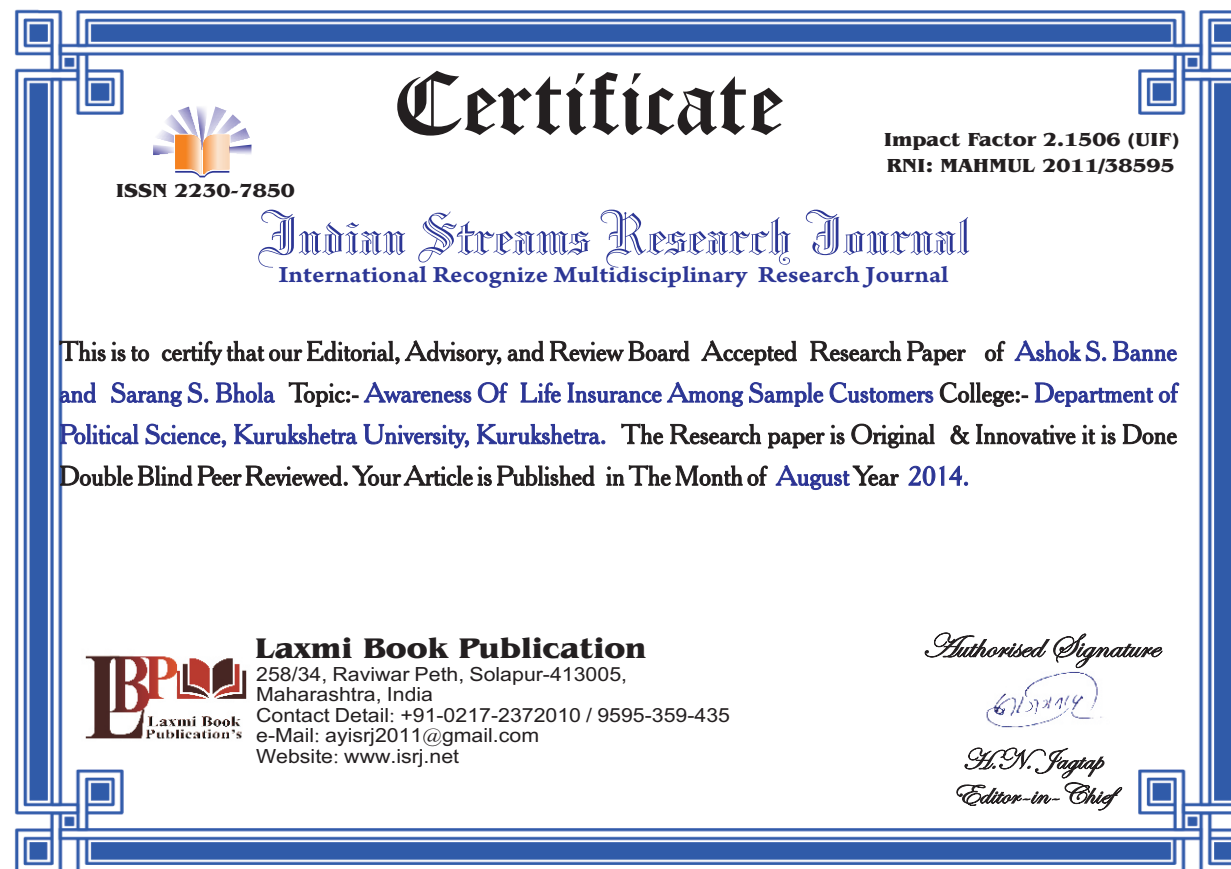 Certificate
Impact Factor 2.1506 (UIF)
RNI: MAHMUL 2011/38595
ISSN 2230-7850
Indian Streams Research Journal
International Recognize Multidisciplinary Research Journal
This is to certify that our Editorial, Advisory, and Review Board Accepted Research Paper of Ashok S. Banne
and Sarang S. Bhola Topic:- Awareness Of Life Insurance Among Sample Customers College:- Department of
Political Science, Kurukshetra University, Kurukshetra. The Research paper is Original & Innovative it is Done
Double Blind Peer Reviewed. Your Article is Published in The Month of August Year 2014.
LBP
Laxmi Book
Publication's
Laxmi Book Publication
258/34, Raviwar Peth, Solapur-413005,
Maharashtra, India
Contact Detail: +91-0217-2372010 / 9595-359-435
e-Mail: ayisrj2011@gmail.com
Website: www.isrj.net
Authorised Signature
H.N. Jagtap
Editor-in-Chief